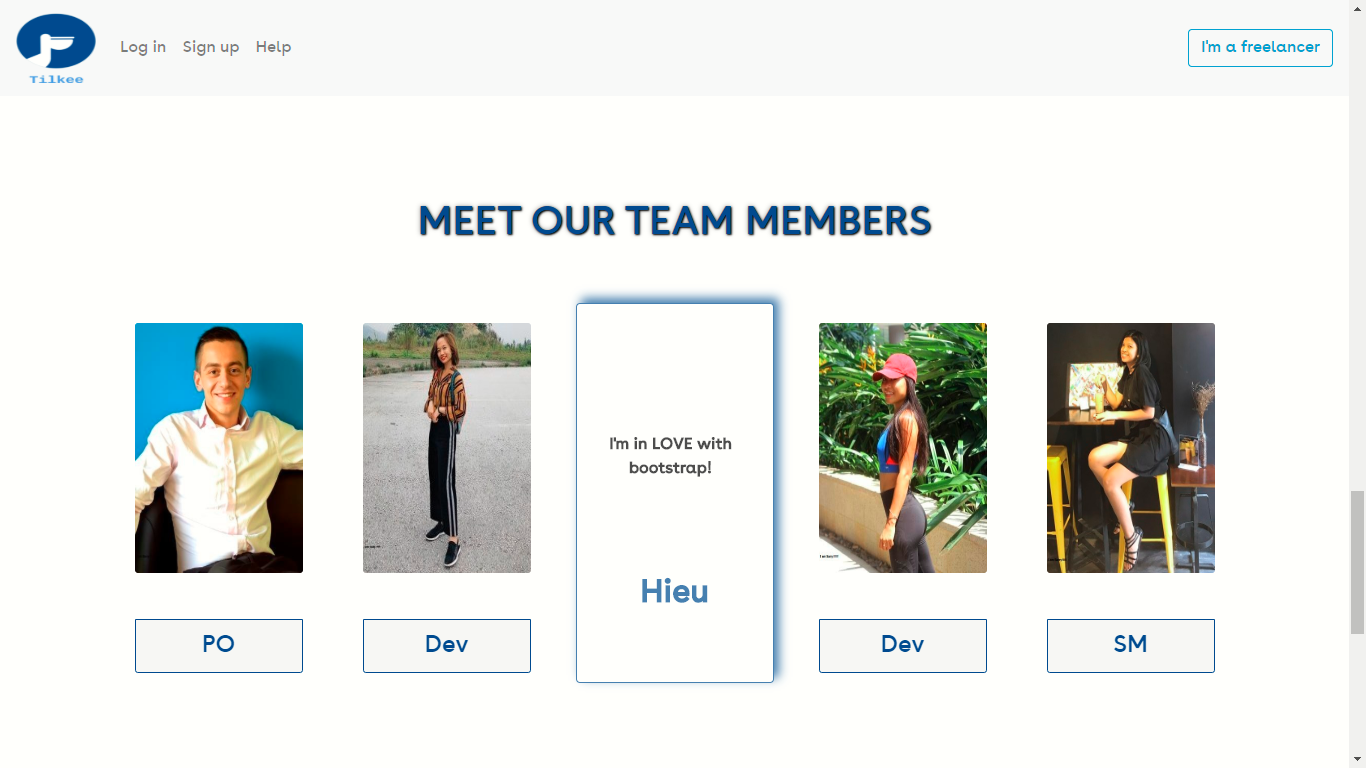 Tilkee
Log in
Sign up
Help
I'm a freelancer
MEET OUR TEAM MEMBERS
I'm in LOVE with
bootstrap!
Hieu
PO
Dev
Dev
SM